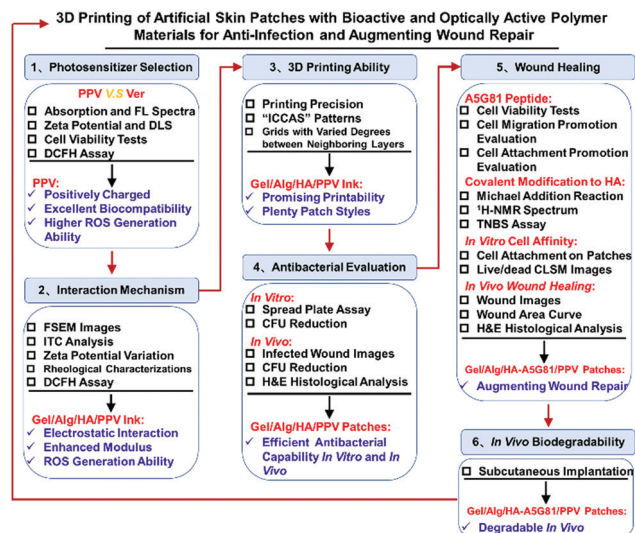 3D Printing of Artificial Skin Patches with Bioactive and Optically Active Polymer
Materials for Anti-Infection and Augmenting Wound Repair
1、Photosensitizer Selection
PPV V.S Ver
Absorption and FL Spectra
Zeta Potential and DLS
Cell Viability Tests
DCFH Assay
PPV:
✓ Positively Charged
✓ Excellent Biocompatibility
✓ Higher ROS Generation
Ability
2、Interaction Mechanism
FSEM Images
ITC Analysis
Zeta Potential Variation
Rheological Characterizations
DCFH Assay
Gel/Alg/HA/PPV Ink:
✓ Electrostatic Interaction
✓ Enhanced Modulus
✓ ROS Generation Ability
3、3D Printing Ability
Printing Precision
“ICCAS” Patterns
Grids with Varied Degrees
between Neighboring Layers
Gel/Alg/HA/PPV Ink:
✓ Promising Printability
✓ Plenty Patch Styles
4、Antibacterial Evaluation
In Vitro:
Spread Plate Assay
CFU Reduction
In Vivo:
Infected Wound Images
CFU Reduction
H&E Histological Analysis
Gel/Alg/HA/PPV Patches:
✓ Efficient Antibacterial
Capability In Vitro and In
Vivo
5、Wound Healing
A5G81 Peptide:
Cell Viability Tests
Cell Migration Promotion
Evaluation
Cell Attachment Promotion
Evaluation
Covalent Modification to HA:
Michael Addition Reaction
¹H-NMR Spectrum
TNBS Assay
In Vitro Cell Affinity:
Cell Attachment on Patches
Live/dead CLSM Images
In Vivo Wound Healing:
Wound Images
Wound Area Curve
H&E Histological Analysis
Gel/Alg/HA-A5G81/PPV Patches:
✓ Augmenting Wound Repair
6、In Vivo Biodegradability
Subcutaneous Implantation
Gel/Alg/HA-A5G81/PPV Patches:
✓ Degradable In Vivo